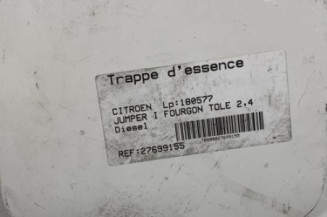 Trappe d'essence
CITROEN Lp:180577
JUMPER I FOURGON TOLE 2.4
Diesel
REF:27699155